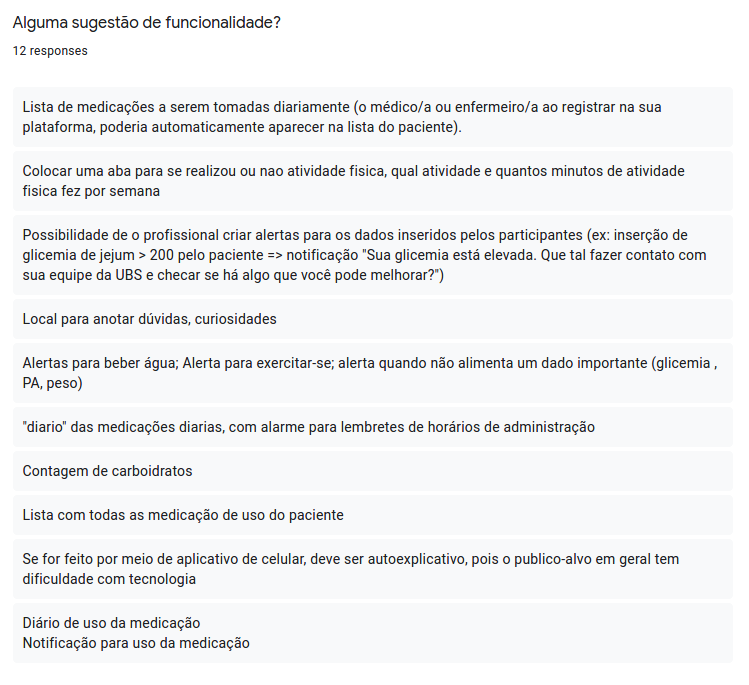 Alguma sugestão de funcionalidade?
12 responses
Lista de medicações a serem tomadas diariamente (o médico/a ou enfermeiro/a ao registrar na sua
plataforma, poderia automaticamente aparecer na lista do paciente).
Colocar uma aba para se realizou ou nao atividade fisica, qual atividade e quantos minutos de atividade
fisica fez por semana
Possibilidade de o profissional criar alertas para os dados inseridos pelos participantes (ex: inserção de
glicemia de jejum > 200 pelo paciente => notificação "Sua glicemia está elevada. Que tal fazer contato com
sua equipe da UBS e checar se há algo que você pode melhorar?")
Local para anotar dúvidas, curiosidades
Alertas para beber água; Alerta para exercitar-se; alerta quando não alimenta um dado importante (glicemia ,
PA, peso)
"diario" das medicações diarias, com alarme para lembretes de horários de administração
Contagem de carboidratos
Lista com todas as medicação de uso do paciente
Se for feito por meio de aplicativo de celular, deve ser autoexplicativo, pois o publico-alvo em geral tem
dificuldade com tecnologia
Diário de uso da medicação
Notificação para uso da medicação